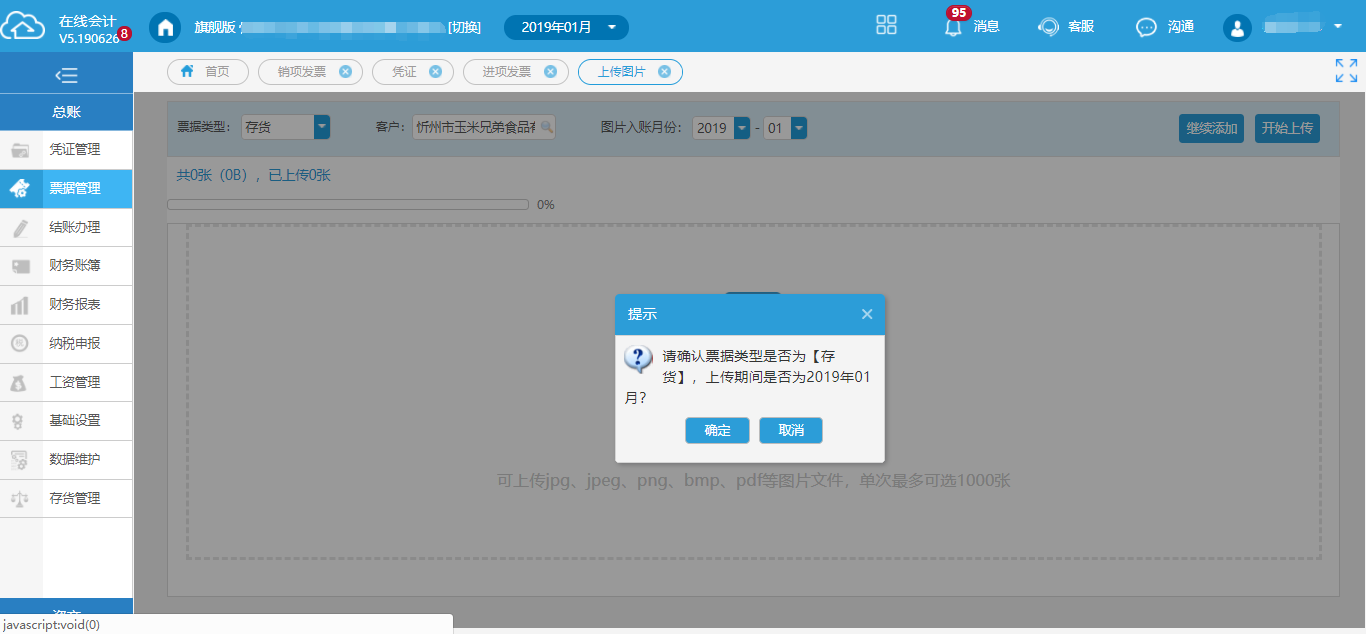 在线会计
V5.190626 8
旗舰版 [切换] 2019年01月 95 消息 客服 沟通
首页 销项发票 凭证 进项发票 上传图片
总账
凭证管理
票据管理
结账办理
财务账簿
财务报表
纳税申报
工资管理
基础设置
数据维护
存货管理
票据类型: 存货 客户: 忻州市玉米兄弟食品有 图片入账月份: 2019 - 01 继续添加 开始上传
共0张（0B），已上传0张
0%
提示
请确认票据类型是否为【存
货】，上传期间是否为2019年01
月?
确定 取消
可上传jpg、jpeg、png、bmp、pdf等图片文件，单次最多可选1000张
javascript:void(0)